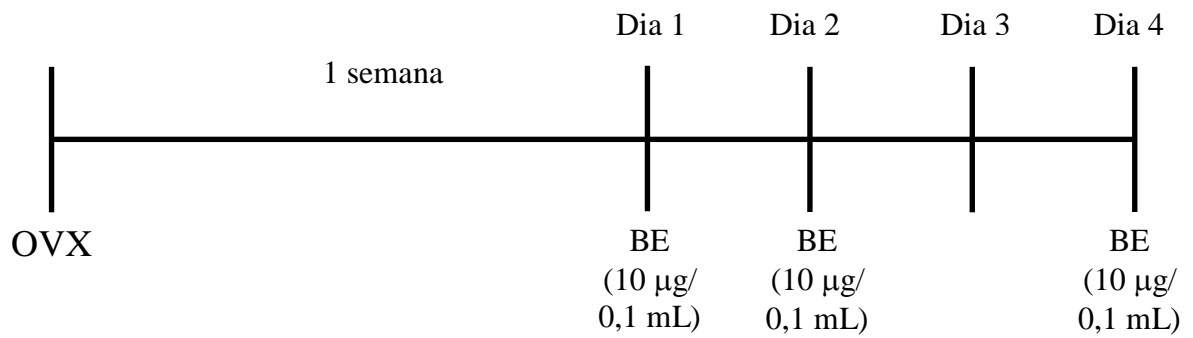 Dia 1
Dia 2
Dia 3
Dia 4
1 semana
OVX
BE
(10 µg/
0,1 mL)
BE
(10 µg/
0,1 mL)
BE
(10 µg/
0,1 mL)